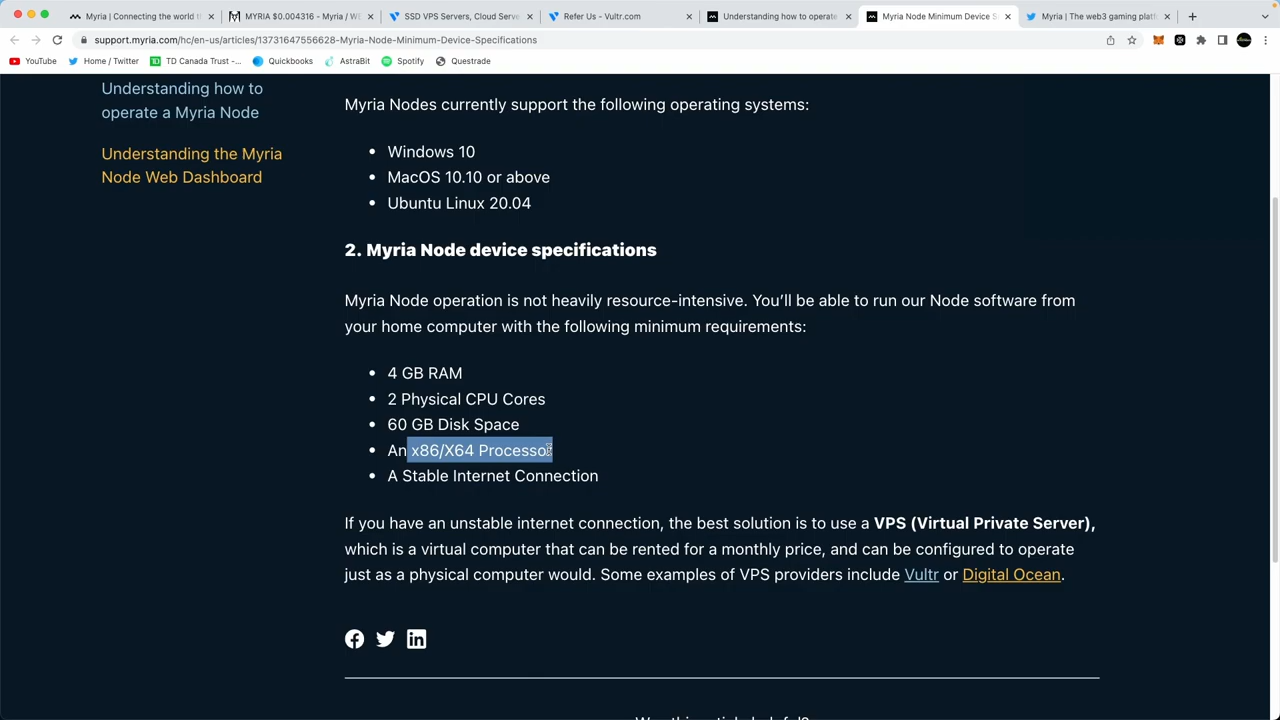 Myria | Connecting the world t
MYRIA $0.004316 - Myria / W
SSD VPS Servers, Cloud Serve
Refer Us - Vultr.com
Understanding how to operate
Myria Node Minimum Device S
Myria | The web3 gaming platf
support.myria.com/hc/en-us/articles/13731647556628-Myria-Node-Minimum-Device-Specifications
YouTube
Home / Twitter
TD Canada Trust -...
Quickbooks
AstraBit
Spotify
Questrade
Understanding how to
operate a Myria Node
Understanding the Myria
Node Web Dashboard
Myria Nodes currently support the following operating systems:
• Windows 10
• MacOS 10.10 or above
• Ubuntu Linux 20.04
2. Myria Node device specifications
Myria Node operation is not heavily resource-intensive. You’ll be able to run our Node software from
your home computer with the following minimum requirements:
• 4 GB RAM
• 2 Physical CPU Cores
• 60 GB Disk Space
• An x86/X64 Processor
• A Stable Internet Connection
If you have an unstable internet connection, the best solution is to use a VPS (Virtual Private Server),
which is a virtual computer that can be rented for a monthly price, and can be configured to operate
just as a physical computer would. Some examples of VPS providers include Vultr or Digital Ocean.
Was this article helpful?